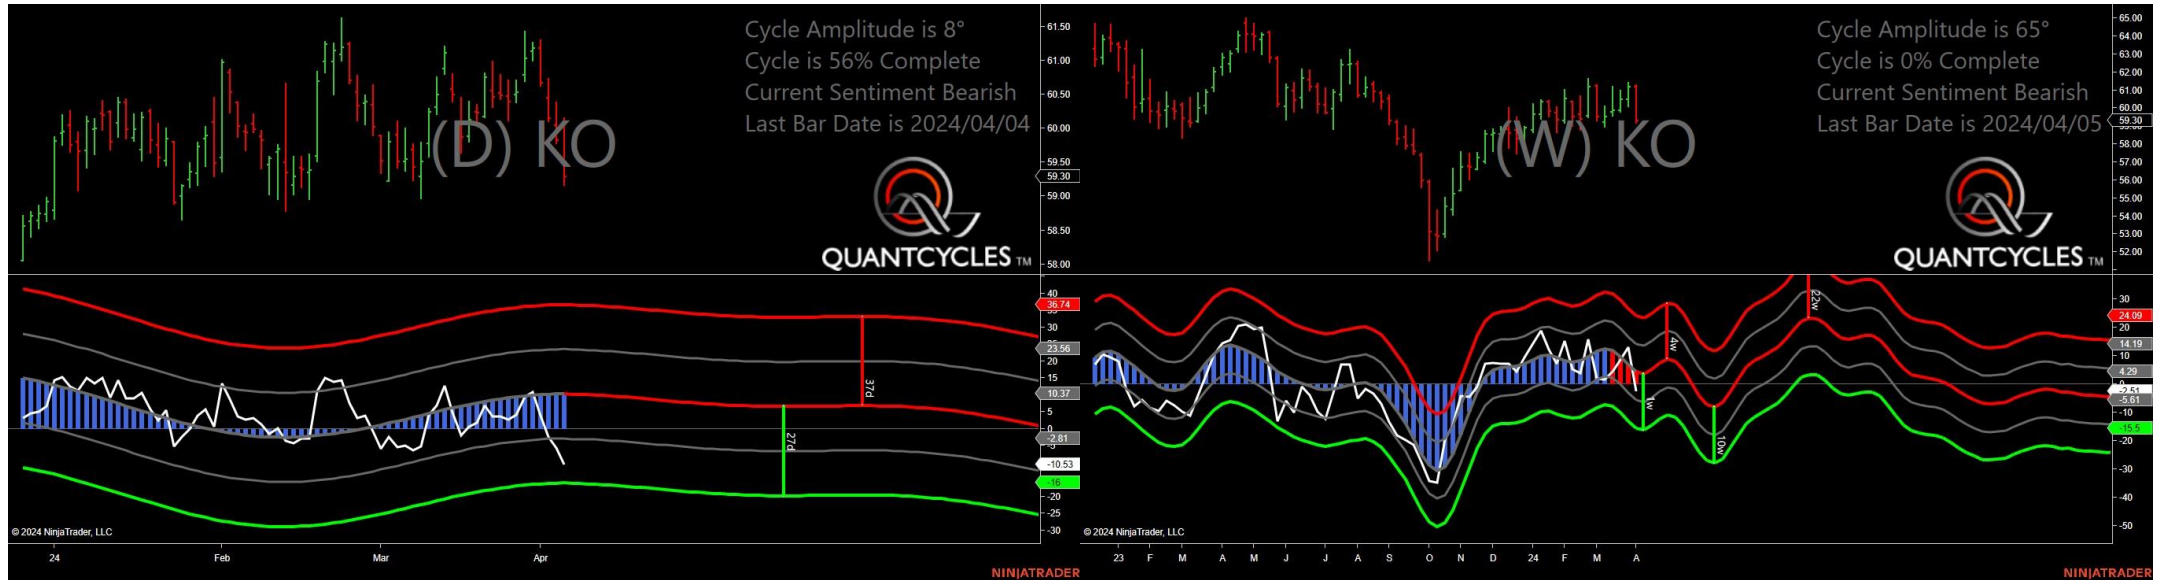 Cycle Amplitude is 8°
Cycle is 56% Complete
Current Sentiment Bearish
Last Bar Date is 2024/04/04
(D) KO
QUANTCYCLES TM
61.50
61.00
60.50
60.00
59.50
59.30
59.00
58.50
58.00
40
36.74
30
23.56
20
15
10.37
5
0
-2.81
-10.53
-16
-20
-25
-30
37d
27d
© 2024 NinjaTrader, LLC
24
Feb
Mar
Apr
NINJATRADER
Cycle Amplitude is 65°
Cycle is 0% Complete
Current Sentiment Bearish
Last Bar Date is 2024/04/05
(W) KO
QUANTCYCLES TM
65.00
64.00
63.00
62.00
61.00
60.00
59.30
58.00
57.00
56.00
55.00
54.00
53.00
52.00
30
24.09
20
14.19
10
4.29
-2.51
-5.61
-10
-15.5
-20
-30
-40
-50
4w
1w
10w
22w
© 2024 NinjaTrader, LLC
23
F
M
A
M
J
J
A
S
O
N
D
24
F
M
A
NINJATRADER